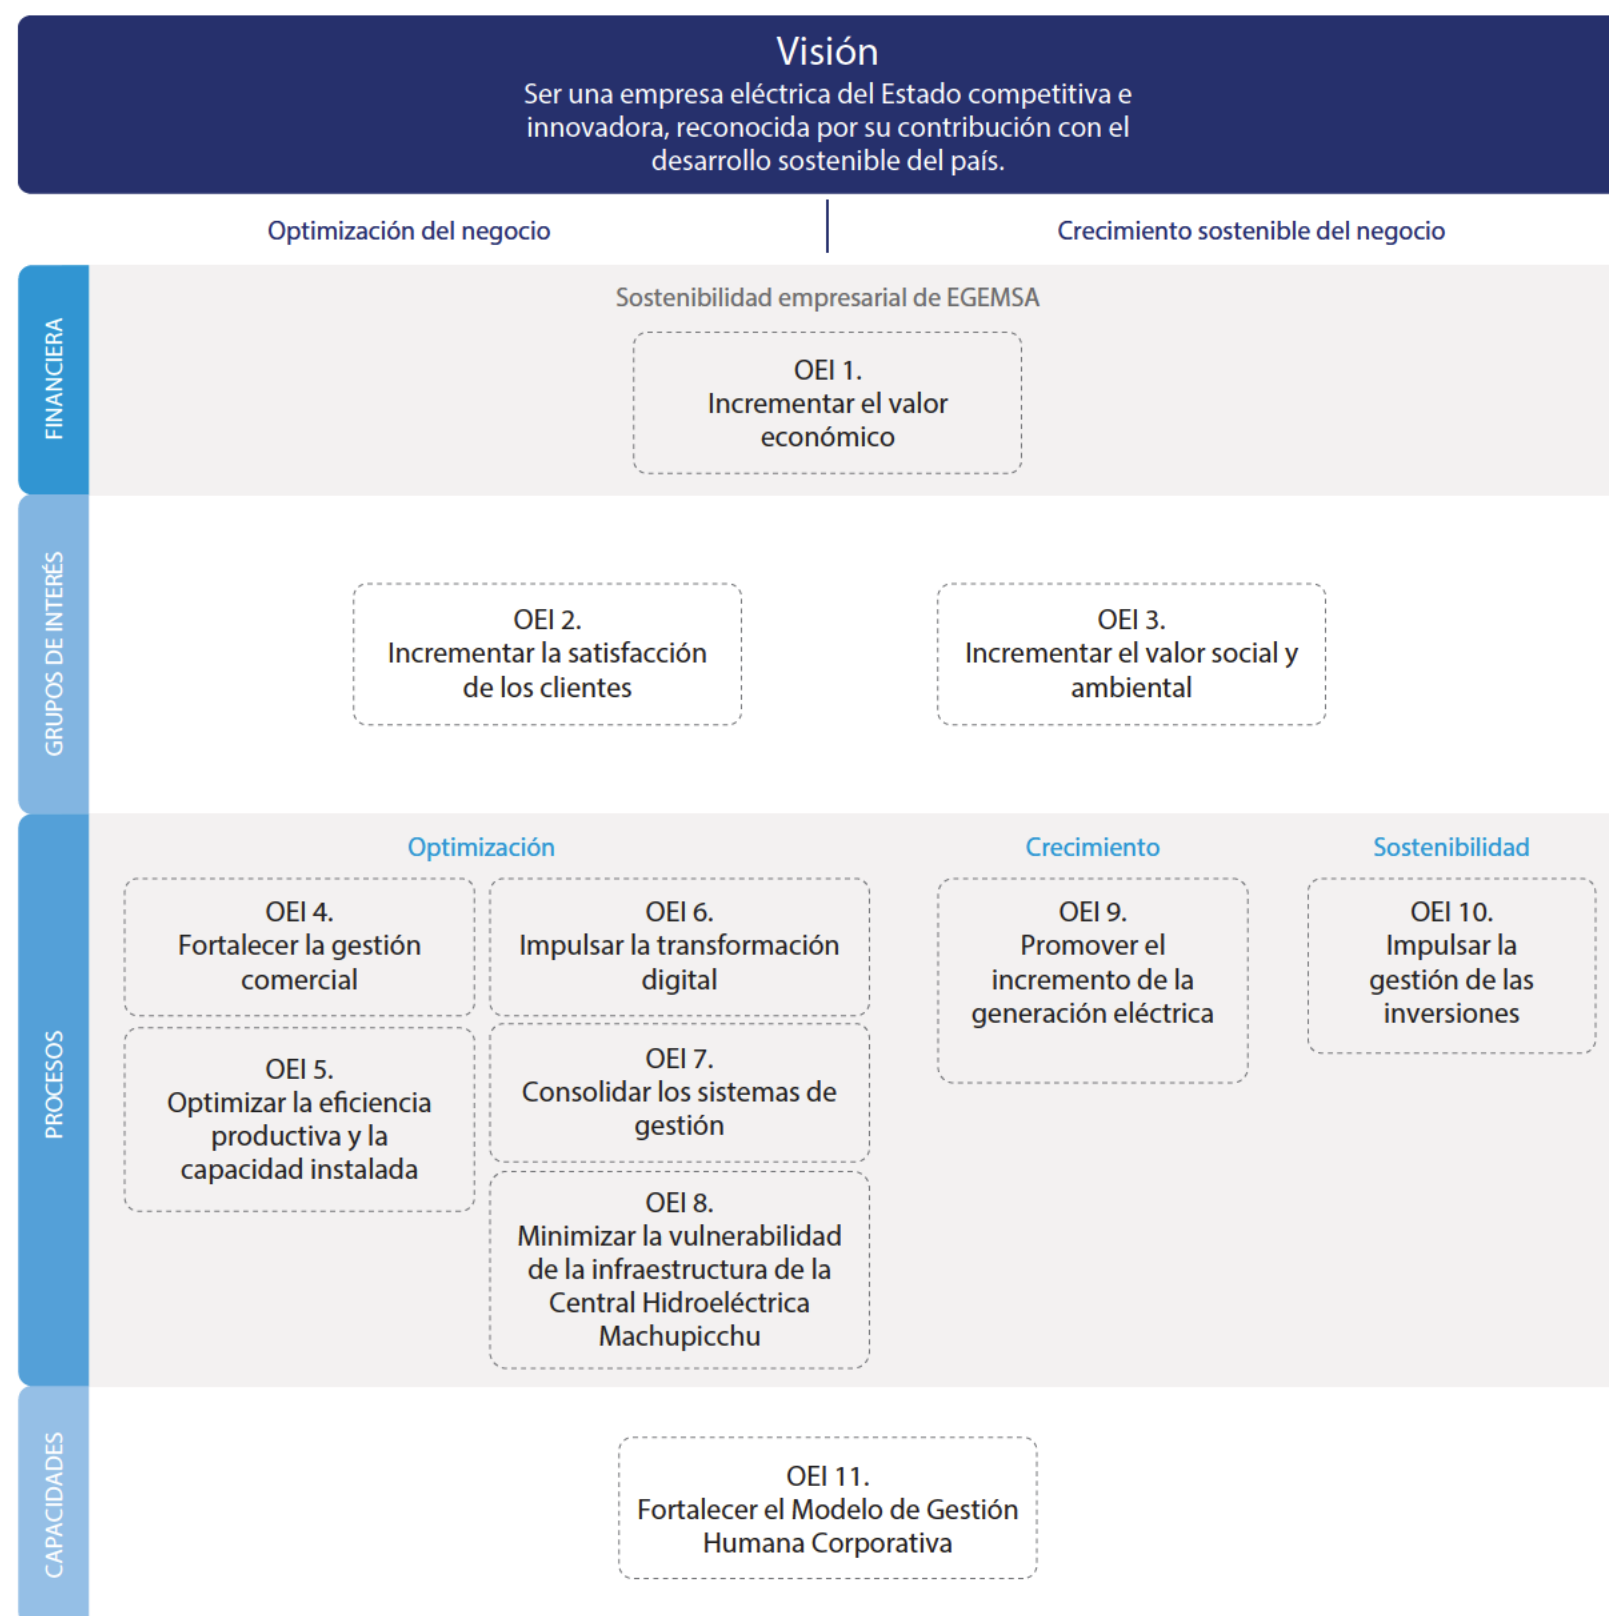 Visión
Ser una empresa eléctrica del Estado competitiva e
innovadora, reconocida por su contribución con el
desarrollo sostenible del país.
Optimización del negocio
Crecimiento sostenible del negocio
FINANCIERA
Sostenibilidad empresarial de EGEMSA
OEI 1.
Incrementar el valor
económico
GRUPOS DE INTERÉS
OEI 2.
Incrementar la satisfacción
de los clientes
OEI 3.
Incrementar el valor social y
ambiental
PROCESOS
Optimización
OEI 4.
Fortalecer la gestión
comercial
OEI 5.
Optimizar la eficiencia
productiva y la
capacidad instalada
OEI 6.
Impulsar la transformación
digital
OEI 7.
Consolidar los sistemas de
gestión
OEI 8.
Minimizar la vulnerabilidad
de la infraestructura de la
Central Hidroeléctrica
Machupicchu
Crecimiento
OEI 9.
Promover el
incremento de la
generación eléctrica
Sostenibilidad
OEI 10.
Impulsar la
gestión de las
inversiones
CAPACIDADES
OEI 11.
Fortalecer el Modelo de Gestión
Humana Corporativa